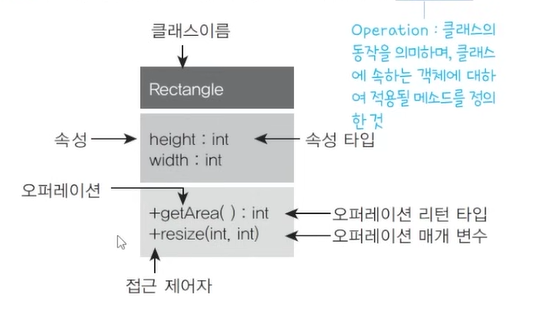 클래스이름
Operation : 클래스의
동작을 의미하며, 클래스
에 속하는 객체에 대하
여 적용될 메소드를 정의
한 것
Rectangle
속성
height : int
속성 타입
width : int
오퍼레이션
+getArea( ) : int
오퍼레이션 리턴 타입
+resize(int, int)
오퍼레이션 매개 변수
접근 제어자